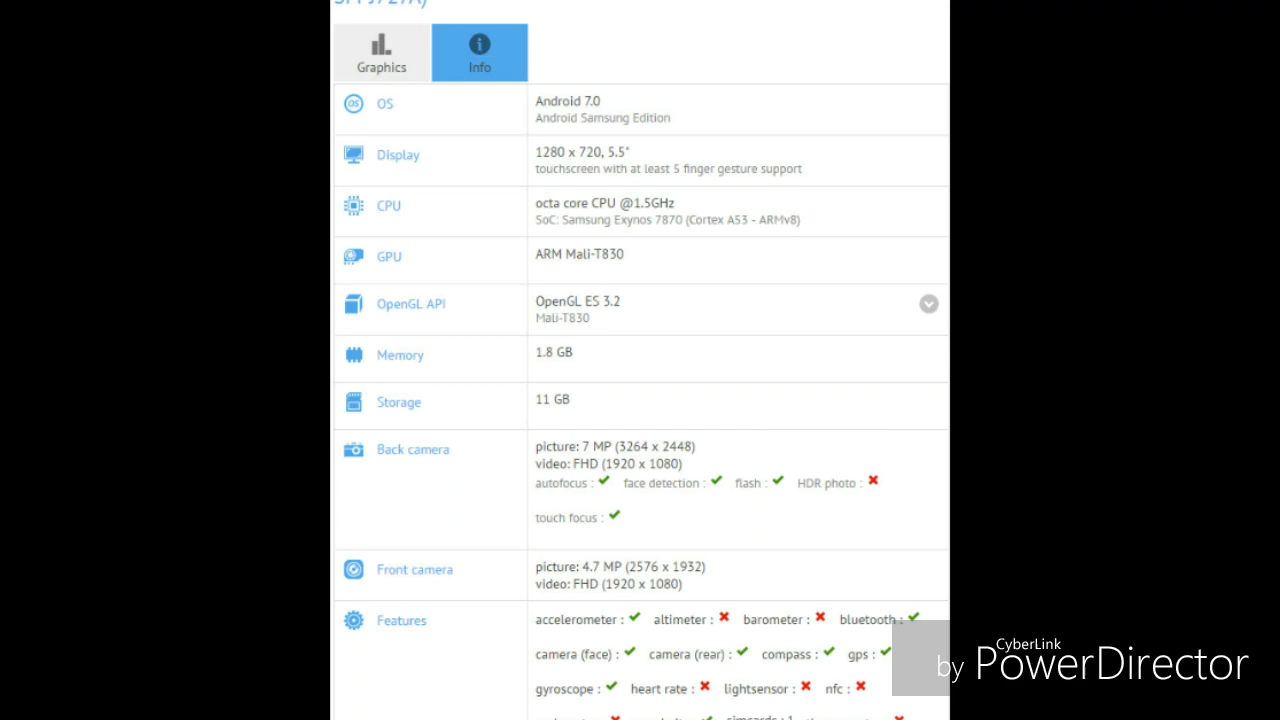 Graphics
Info
OS
Android 7.0
Android Samsung Edition
Display
1280 x 720, 5.5"
touchscreen with at least 5 finger gesture support
CPU
octa core CPU @1.5GHz
SoC: Samsung Exynos 7870 (Cortex A53 - ARMv8)
GPU
ARM Mali-T830
OpenGL API
OpenGL ES 3.2
Mali-T830
Memory
1.8 GB
Storage
11 GB
Back camera
picture: 7 MP (3264 x 2448)
video: FHD (1920 x 1080)
autofocus : ✔ face detection : ✔ flash : ✔ HDR photo : ✖
touch focus : ✔
Front camera
picture: 4.7 MP (2576 x 1932)
video: FHD (1920 x 1080)
Features
accelerometer : ✔ altimeter : ✖ barometer : ✖ bluetooth : ✔
camera (face) : ✔ camera (rear) : ✔ compass : ✔ gps : ✔
gyroscope : ✔ heart rate : ✖ lightsensor : ✖ nfc : ✖
simcards : 1
CyberLink
by PowerDirector